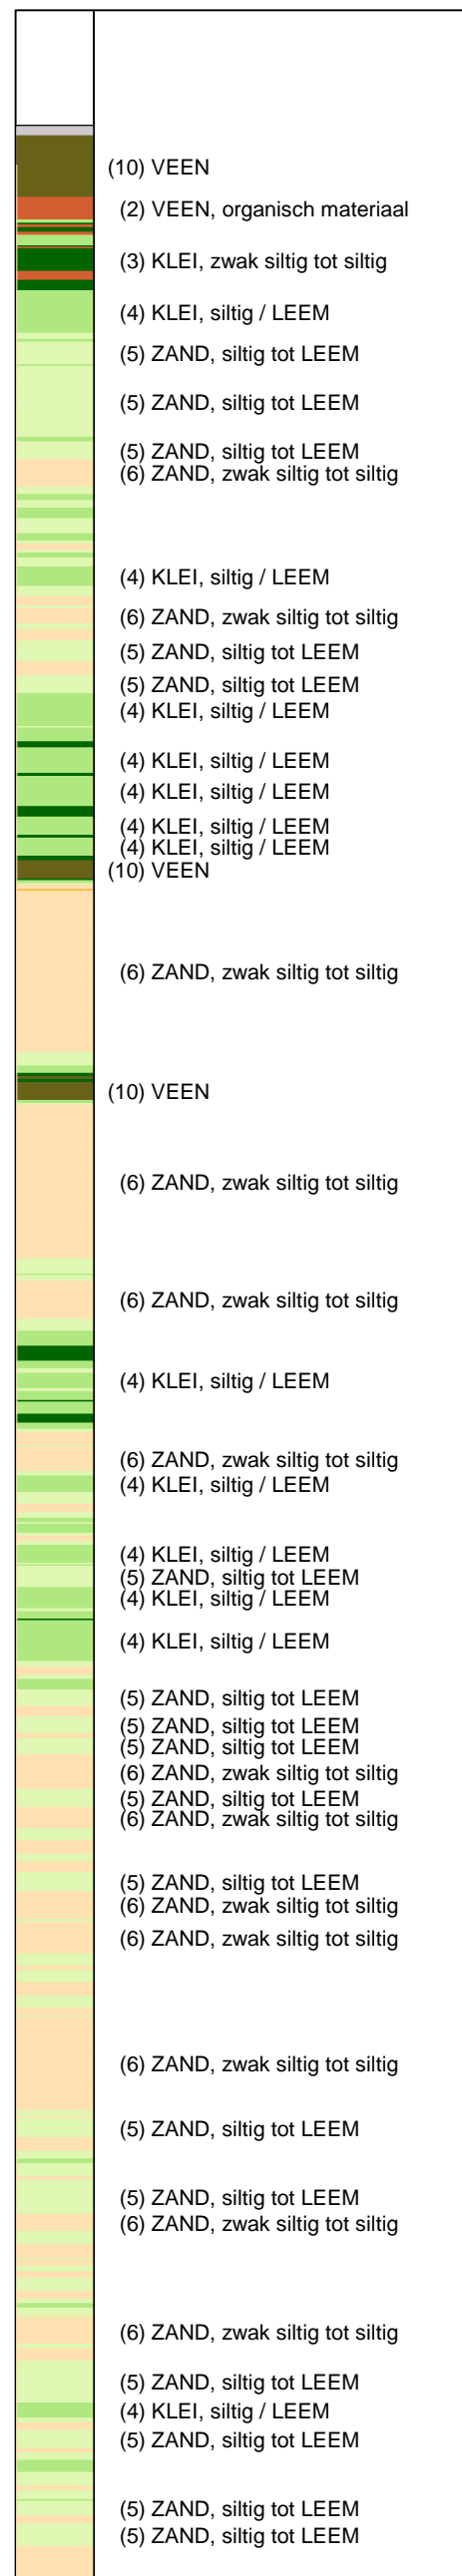 (10) VEEN
(2) VEEN, organisch materiaal
(3) KLEI, zwak siltig tot siltig
(4) KLEI, siltig / LEEM
(5) ZAND, siltig tot LEEM
(5) ZAND, siltig tot LEEM
(5) ZAND, siltig tot LEEM
(6) ZAND, zwak siltig tot siltig
(4) KLEI, siltig / LEEM
(6) ZAND, zwak siltig tot siltig
(5) ZAND, siltig tot LEEM
(5) ZAND, siltig tot LEEM
(4) KLEI, siltig / LEEM
(4) KLEI, siltig / LEEM
(4) KLEI, siltig / LEEM
(4) KLEI, siltig / LEEM
(4) KLEI, siltig / LEEM
(10) VEEN
(6) ZAND, zwak siltig tot siltig
(10) VEEN
(6) ZAND, zwak siltig tot siltig
(6) ZAND, zwak siltig tot siltig
(4) KLEI, siltig / LEEM
(6) ZAND, zwak siltig tot siltig
(4) KLEI, siltig / LEEM
(4) KLEI, siltig / LEEM
(5) ZAND, siltig tot LEEM
(4) KLEI, siltig / LEEM
(4) KLEI, siltig / LEEM
(5) ZAND, siltig tot LEEM
(5) ZAND, siltig tot LEEM
(5) ZAND, siltig tot LEEM
(6) ZAND, zwak siltig tot siltig
(5) ZAND, siltig tot LEEM
(6) ZAND, zwak siltig tot siltig
(5) ZAND, siltig tot LEEM
(6) ZAND, zwak siltig tot siltig
(6) ZAND, zwak siltig tot siltig
(6) ZAND, zwak siltig tot siltig
(5) ZAND, siltig tot LEEM
(5) ZAND, siltig tot LEEM
(6) ZAND, zwak siltig tot siltig
(6) ZAND, zwak siltig tot siltig
(5) ZAND, siltig tot LEEM
(4) KLEI, siltig / LEEM
(5) ZAND, siltig tot LEEM
(5) ZAND, siltig tot LEEM
(5) ZAND, siltig tot LEEM